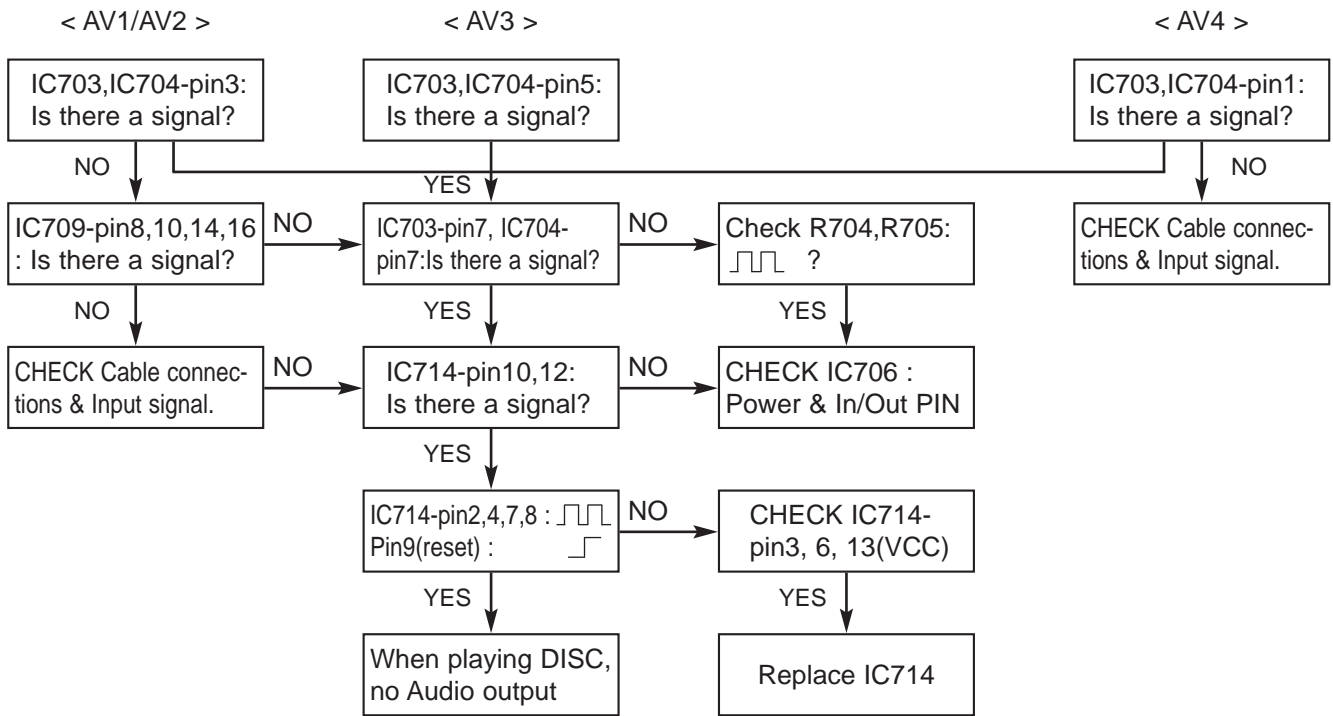 < AV1/AV2 >
< AV3 >
< AV4 >
IC703,IC704-pin3:
Is there a signal?
IC703,IC704-pin5:
Is there a signal?
IC703,IC704-pin1:
Is there a signal?
NO
YES
NO
IC709-pin8,10,14,16
: Is there a signal?
NO
IC703-pin7, IC704-
pin7:Is there a signal?
NO
Check R704,R705:
?
CHECK Cable connec-
tions & Input signal.
NO
YES
YES
CHECK Cable connec-
tions & Input signal.
NO
IC714-pin10,12:
Is there a signal?
NO
CHECK IC706 :
Power & In/Out PIN
YES
IC714-pin2,4,7,8 :
Pin9(reset) :
NO
CHECK IC714-
pin3, 6, 13(VCC)
YES
YES
When playing DISC,
no Audio output
Replace IC714